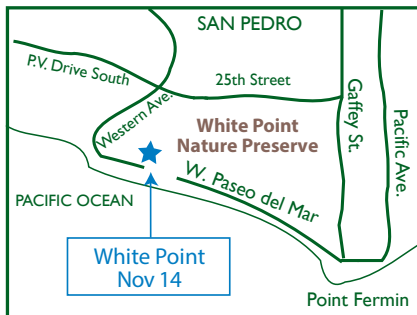 SAN PEDRO
P.V. Drive South
25th Street
Western Ave.
Gaffey St.
Pacific Ave.
White Point
Nature Preserve
W. Paseo del Mar
PACIFIC OCEAN
White Point
Nov 14
Point Fermin